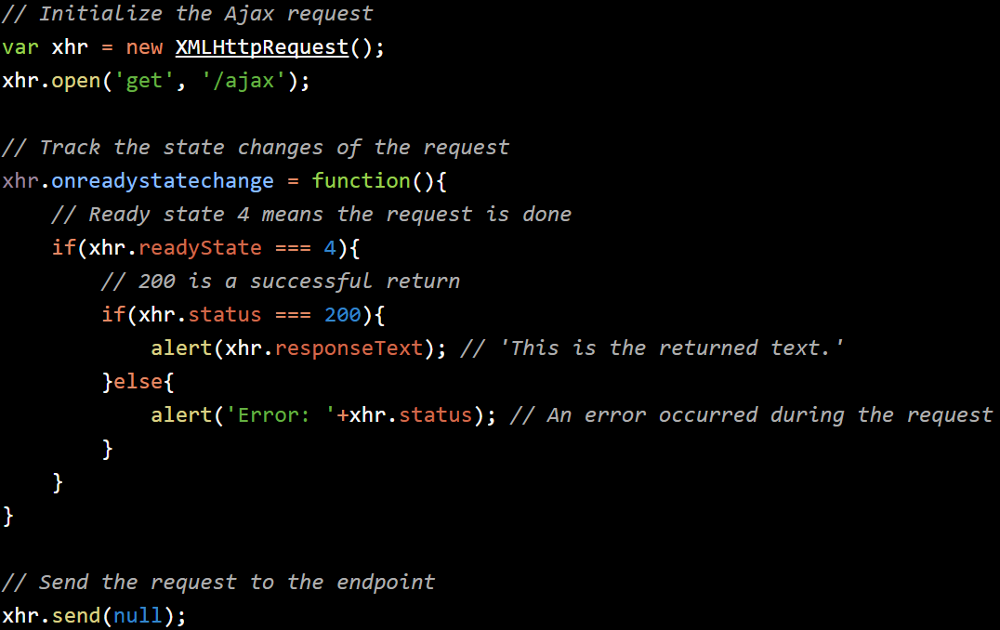 // Initialize the Ajax request
var xhr = new XMLHttpRequest();
xhr.open('get', '/ajax');

// Track the state changes of the request
xhr.onreadystatechange = function(){
    // Ready state 4 means the request is done
    if(xhr.readyState === 4){
        // 200 is a successful return
        if(xhr.status === 200){
            alert(xhr.responseText); // 'This is the returned text.'
        }else{
            alert('Error: '+xhr.status); // An error occurred during the request
        }
    }
}

// Send the request to the endpoint
xhr.send(null);